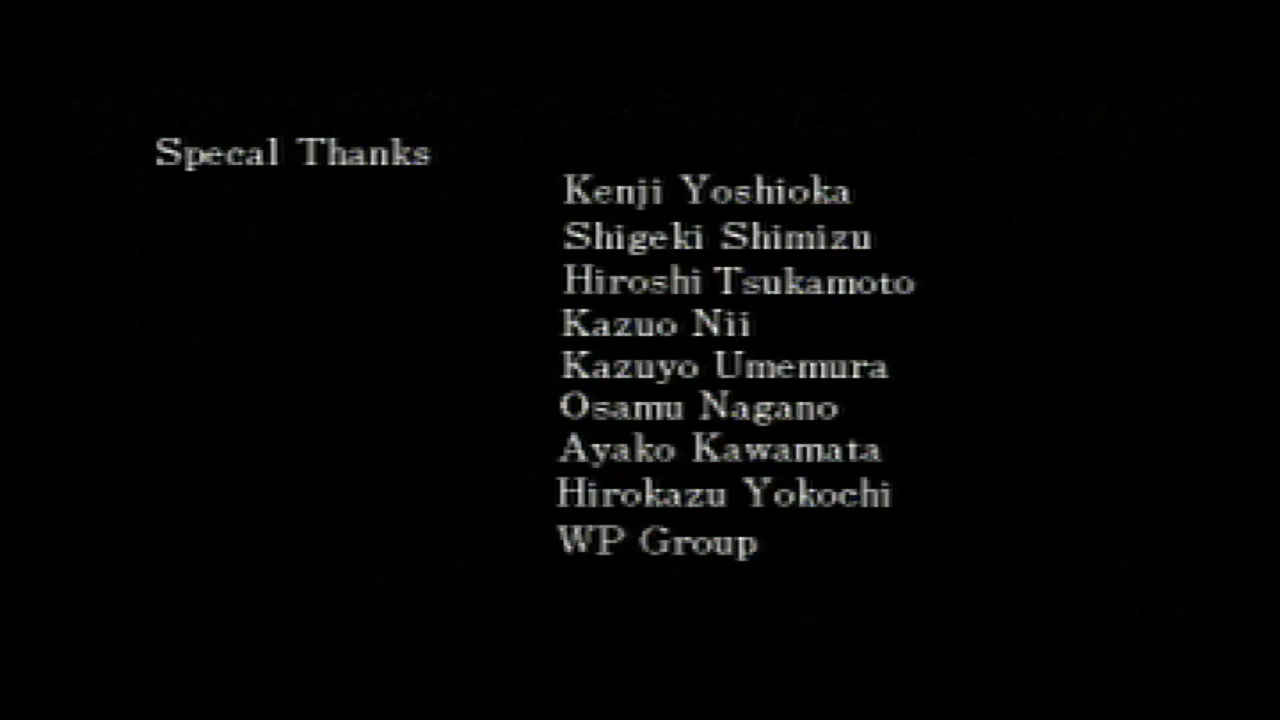 Specal Thanks
Kenji Yoshioka
Shigeki Shimizu
Hiroshi Tsukamoto
Kazuo Nii
Kazuyo Umemura
Osamu Nagano
Ayako Kawamata
Hirokazu Yokochi
WP Group